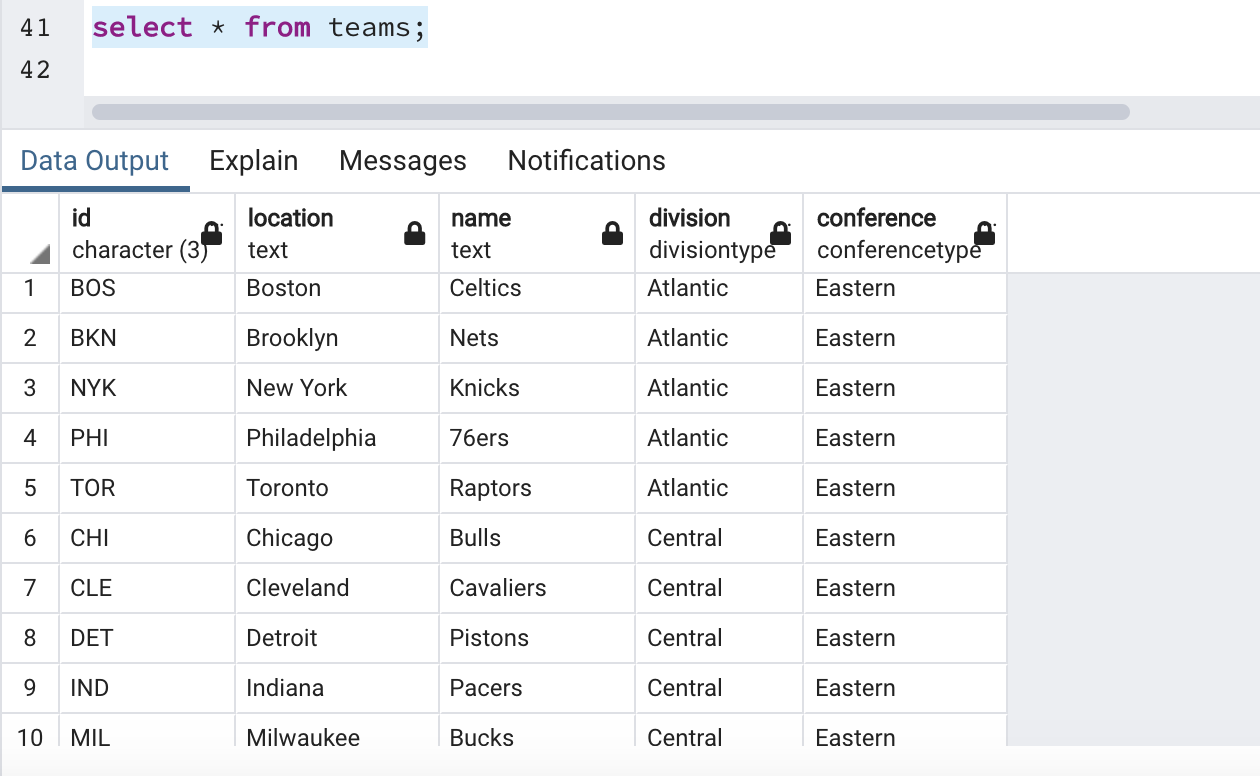 41 select * from teams;
42
Data Output Explain Messages Notifications
id location name division conference
character (3) text text divisiontype conferencetype
1 BOS Boston Celtics Atlantic Eastern
2 BKN Brooklyn Nets Atlantic Eastern
3 NYK New York Knicks Atlantic Eastern
4 PHI Philadelphia 76ers Atlantic Eastern
5 TOR Toronto Raptors Atlantic Eastern
6 CHI Chicago Bulls Central Eastern
7 CLE Cleveland Cavaliers Central Eastern
8 DET Detroit Pistons Central Eastern
9 IND Indiana Pacers Central Eastern
10 MIL Milwaukee Bucks Central Eastern